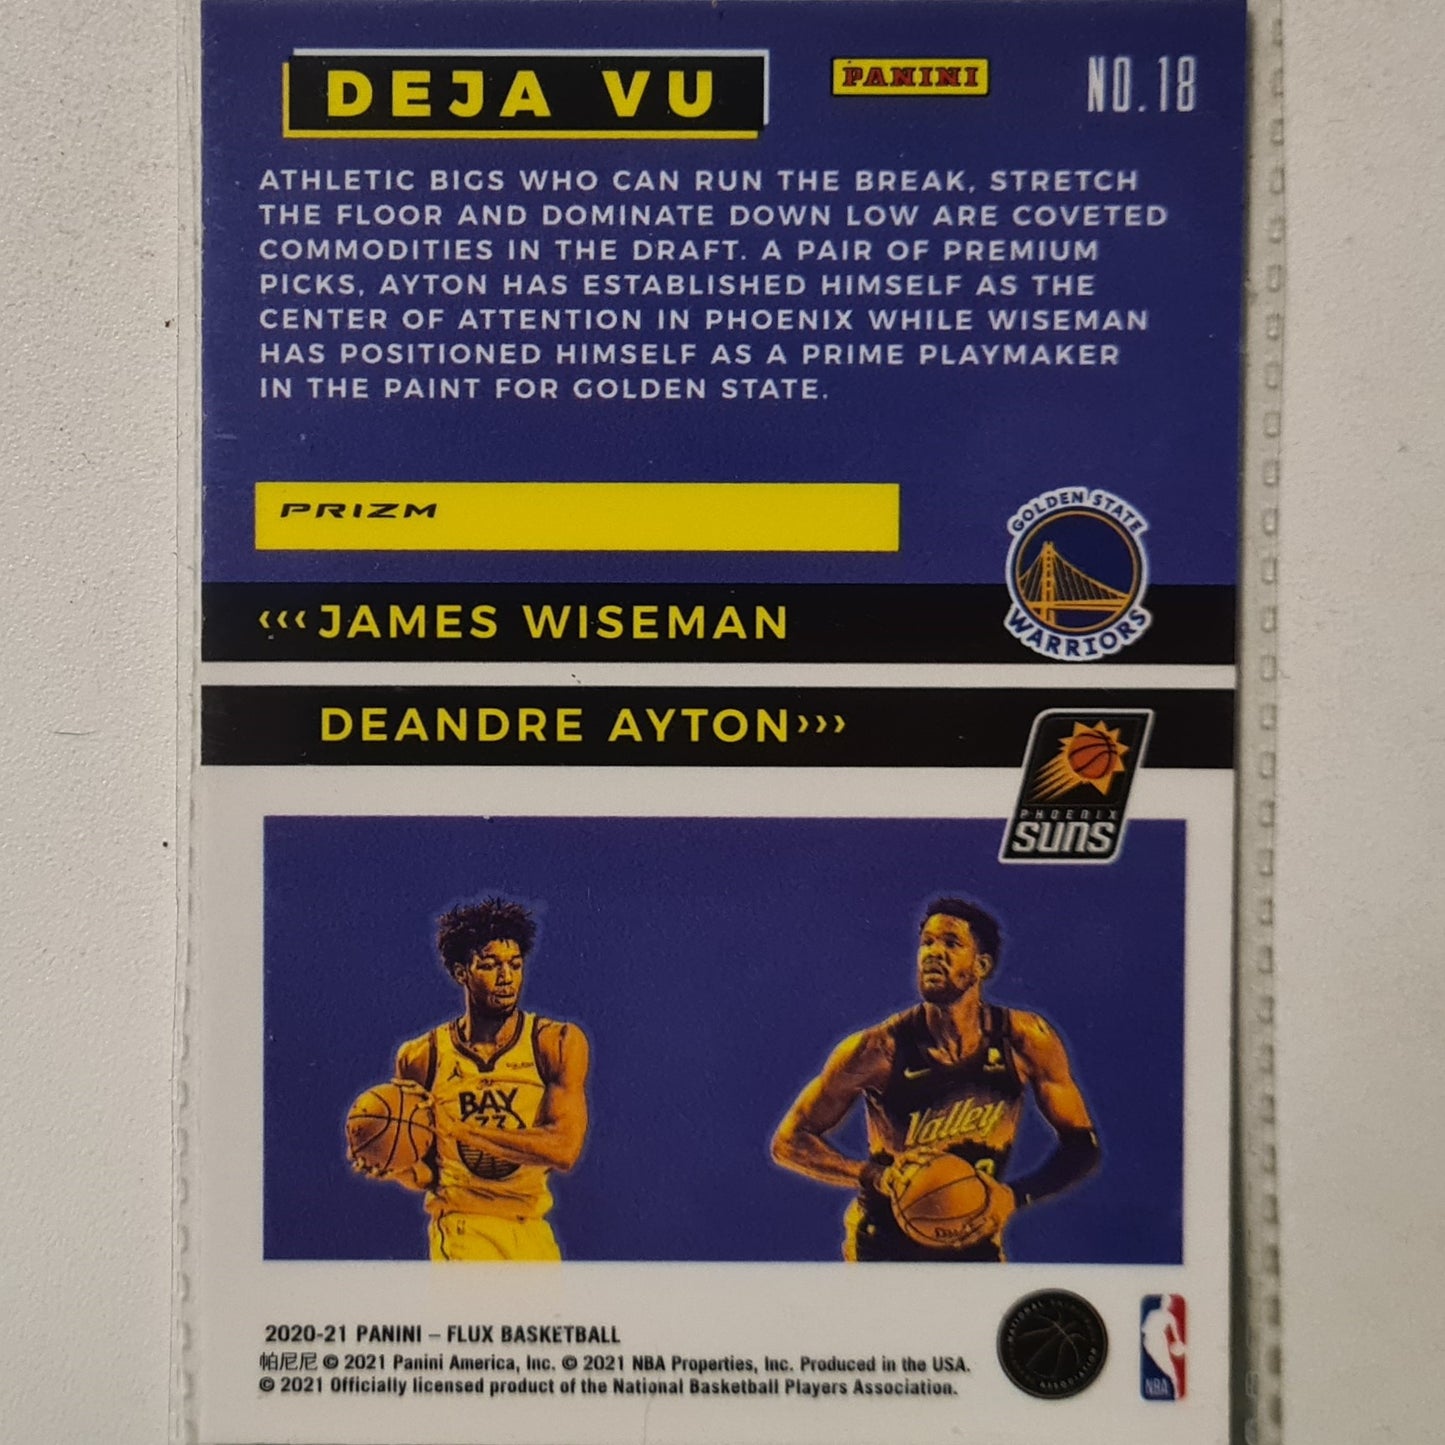 DEJA VU
PANINI
NO.18
ATHLETIC BIGS WHO CAN RUN THE BREAK, STRETCH
THE FLOOR AND DOMINATE DOWN LOW ARE COVETED
COMMODITIES IN THE DRAFT. A PAIR OF PREMIUM
PICKS, AYTON HAS ESTABLISHED HIMSELF AS THE
CENTER OF ATTENTION IN PHOENIX WHILE WISEMAN
HAS POSITIONED HIMSELF AS A PRIME PLAYMAKER
IN THE PAINT FOR GOLDEN STATE.
PRIZM
GOLDEN STATE
WARRIORS
‹‹‹JAMES WISEMAN
DEANDRE AYTON›››
PHOENIX
SUNS
BAY
33
Valley
2020-21 PANINI – FLUX BASKETBALL
帕尼尼 © 2021 Panini America, Inc. © 2021 NBA Properties, Inc. Produced in the USA.
© 2021 Officially licensed product of the National Basketball Players Association.
NATIONAL BASKETBALL
ASSOCIATION
NBA